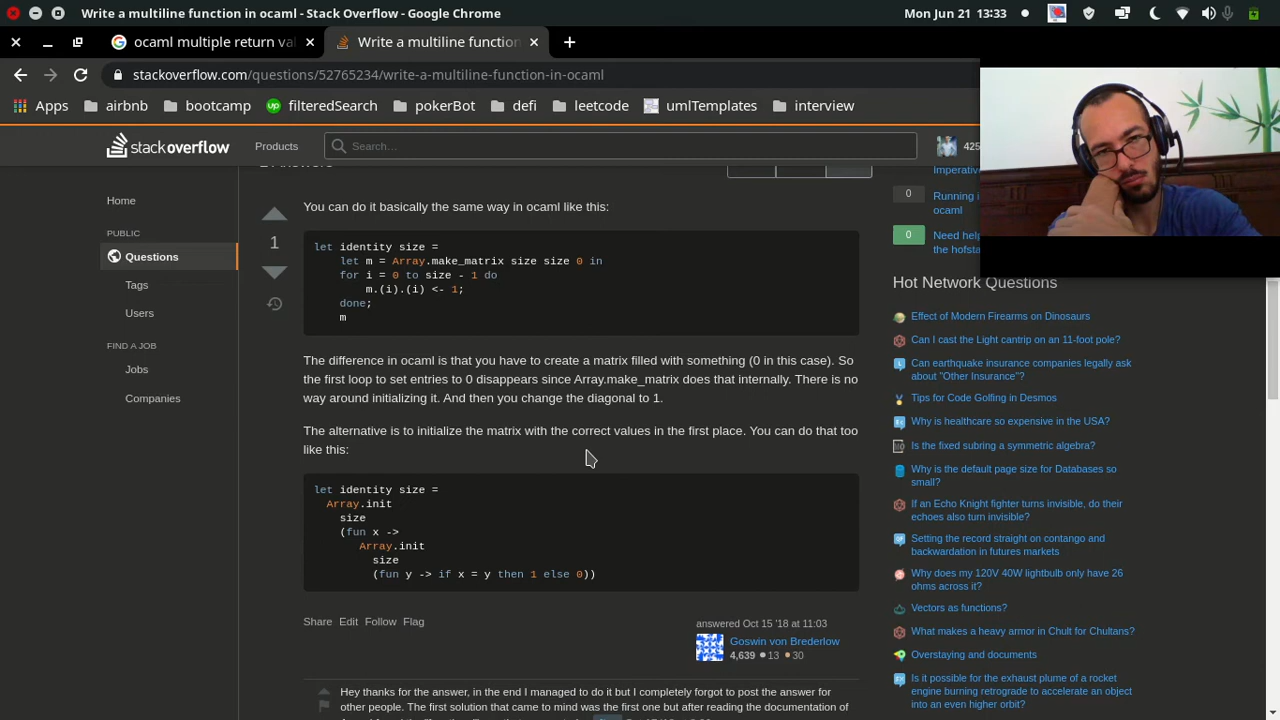 Write a multiline function in ocaml - Stack Overflow - Google Chrome
Mon Jun 21 13:33
ocaml multiple return val
Write a multiline function
stackoverflow.com/questions/52765234/write-a-multiline-function-in-ocaml
Apps
airbnb
bootcamp
filteredSearch
pokerBot
defi
leetcode
umlTemplates
interview
stackoverflow
Products
Search...
425
Home
PUBLIC
Questions
Tags
Users
FIND A JOB
Jobs
Companies
You can do it basically the same way in ocaml like this:
1
let identity size =
let m = Array.make_matrix size size 0 in
for i = 0 to size - 1 do
m.(i).(i) <- 1;
done;
m
The difference in ocaml is that you have to create a matrix filled with something (0 in this case). So
the first loop to set entries to 0 disappears since Array.make_matrix does that internally. There is no
way around initializing it. And then you change the diagonal to 1.
The alternative is to initialize the matrix with the correct values in the first place. You can do that too
like this:
let identity size =
Array.init
size
(fun x ->
Array.init
size
(fun y -> if x = y then 1 else 0))
Share Edit Follow Flag
answered Oct 15 '18 at 11:03
Goswin von Brederlow
4,639 13 30
Hey thanks for the answer, in the end I managed to do it but I completely forgot to post the answer for
other people. The first solution that came to mind was the first one but after reading the documentation of
Imperativ
0
Running i
ocaml
0
Need help
the hofsta
Hot Network Questions
Effect of Modern Firearms on Dinosaurs
Can I cast the Light cantrip on an 11-foot pole?
Can earthquake insurance companies legally ask
about "Other Insurance"?
Tips for Code Golfing in Desmos
Why is healthcare so expensive in the USA?
Is the fixed subring a symmetric algebra?
Why is the default page size for Databases so
small?
If an Echo Knight fighter turns invisible, do their
echoes also turn invisible?
Setting the record straight on contango and
backwardation in futures markets
Why does my 120V 40W lightbulb only have 26
ohms across it?
Vectors as functions?
What makes a heavy armor in Chult for Chultans?
Overstaying and documents
Is it possible for the exhaust plume of a rocket
engine burning retrograde to accelerate an object
into an even higher orbit?